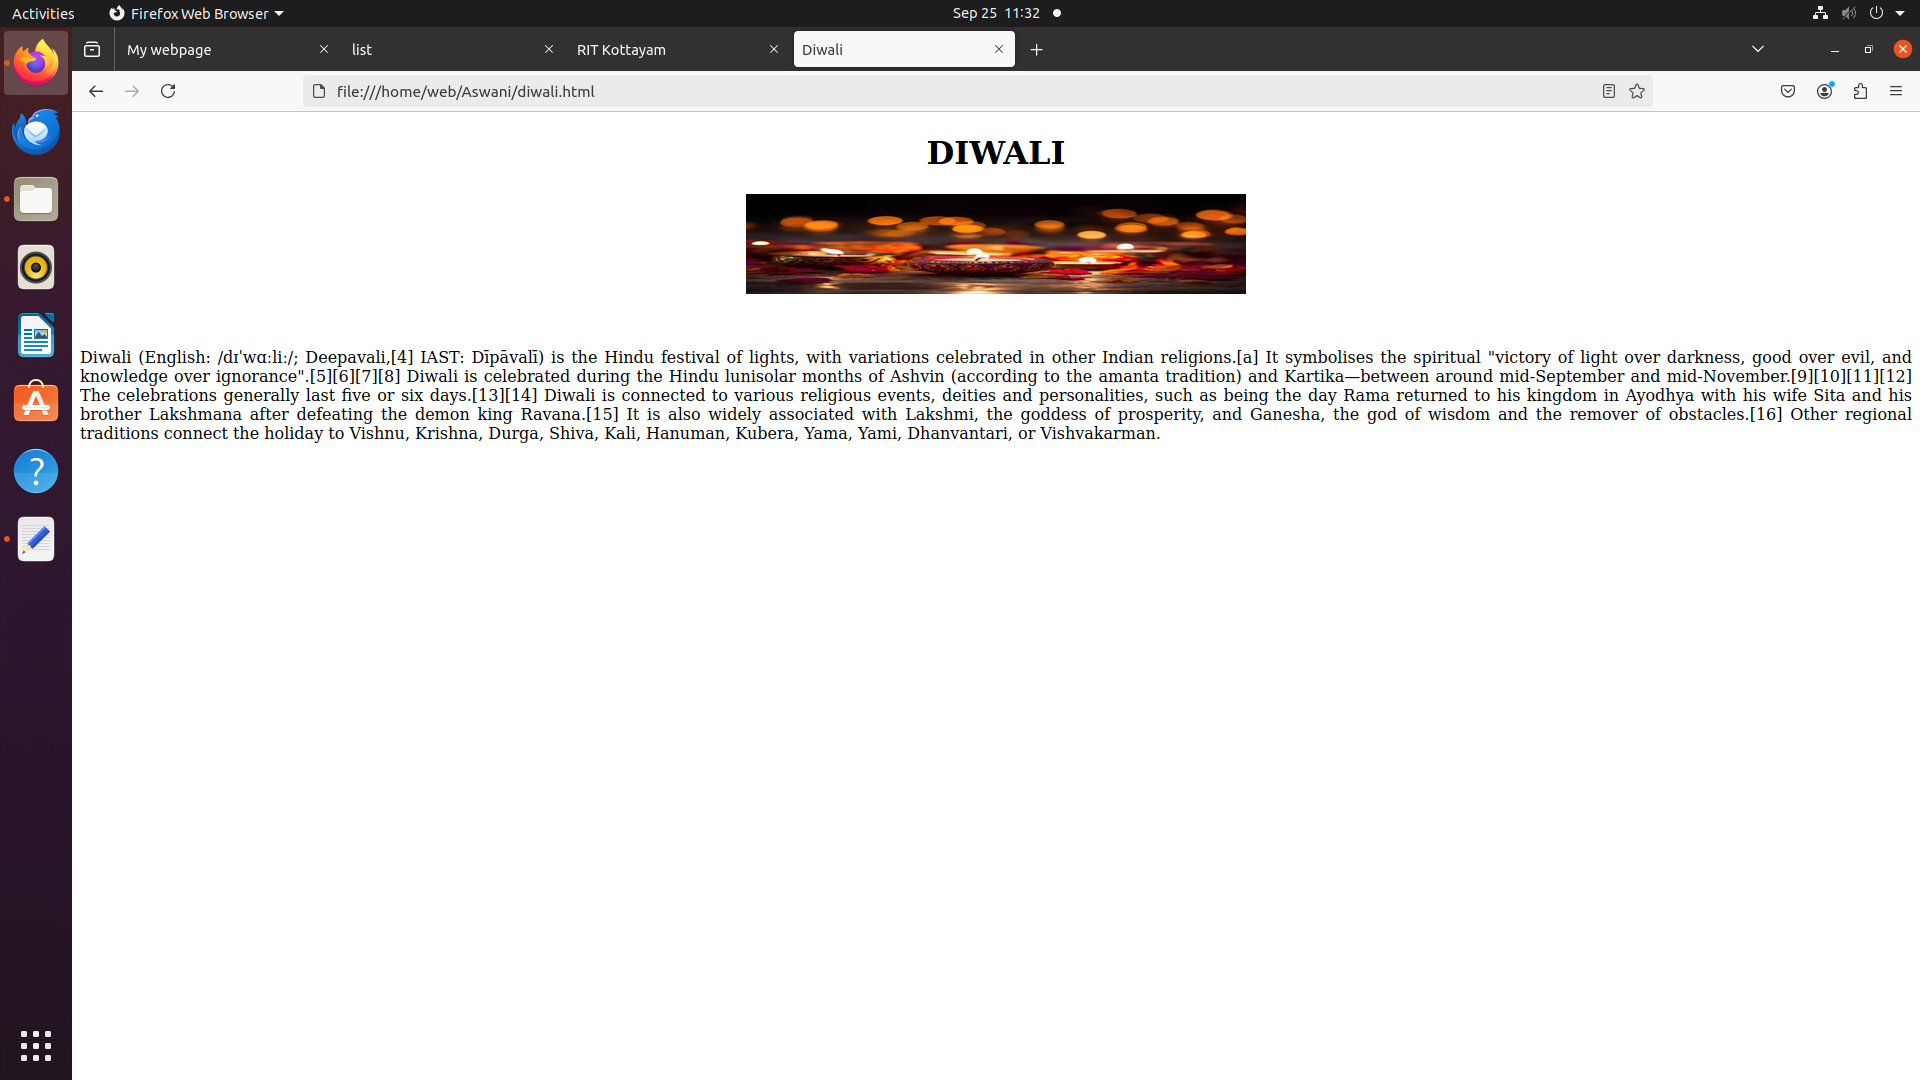 Activities
Firefox Web Browser
Sep 25 11:32
My webpage
list
RIT Kottayam
Diwali
file:///home/web/Aswani/diwali.html
DIWALI
Diwali (English: /dɪˈwɑːliː/; Deepavali,[4] IAST: Dīpāvalī) is the Hindu festival of lights, with variations celebrated in other Indian religions.[a] It symbolises the spiritual "victory of light over darkness, good over evil, and
knowledge over ignorance".[5][6][7][8] Diwali is celebrated during the Hindu lunisolar months of Ashvin (according to the amanta tradition) and Kartika—between around mid-September and mid-November.[9][10][11][12]
The celebrations generally last five or six days.[13][14] Diwali is connected to various religious events, deities and personalities, such as being the day Rama returned to his kingdom in Ayodhya with his wife Sita and his
brother Lakshmana after defeating the demon king Ravana.[15] It is also widely associated with Lakshmi, the goddess of prosperity, and Ganesha, the god of wisdom and the remover of obstacles.[16] Other regional
traditions connect the holiday to Vishnu, Krishna, Durga, Shiva, Kali, Hanuman, Kubera, Yama, Yami, Dhanvantari, or Vishvakarman.